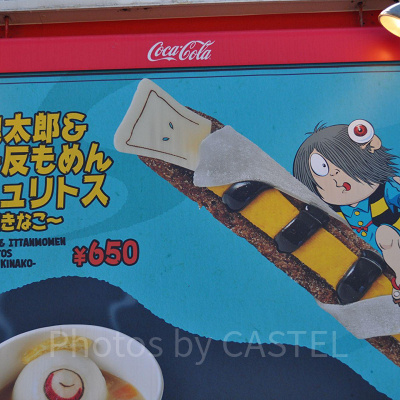 Coca-Cola
太郎&
反もめん
ュリトス
きなこ〜
& ITTANMOMEN
TOS
KINAKO-
¥650
Photos by CASTEL